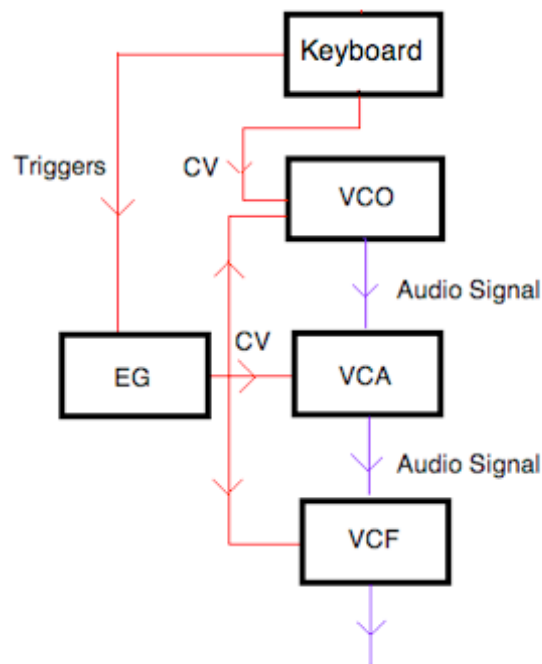 Keyboard
Triggers
CV
VCO
Audio Signal
CV
EG
VCA
Audio Signal
VCF